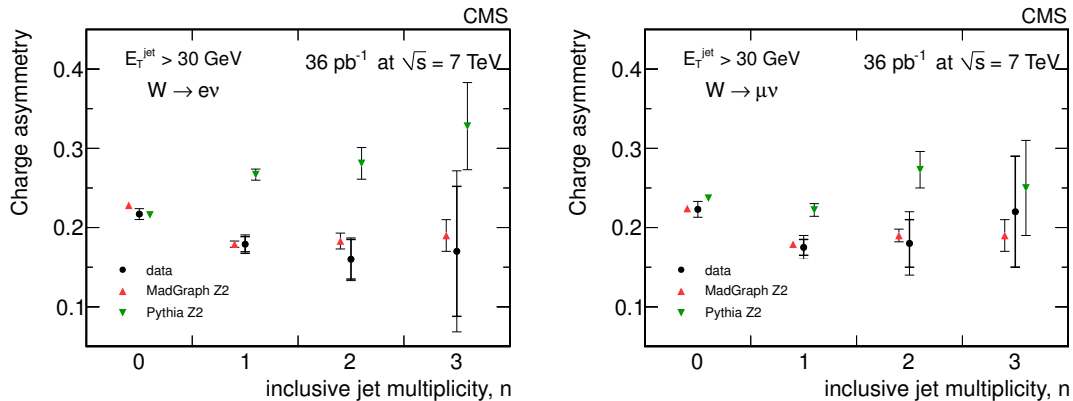 CMS
E_T^jet > 30 GeV
36 pb⁻¹ at √s = 7 TeV
W → eν
Charge asymmetry
0.4
0.3
0.2
0.1
data
MadGraph Z2
Pythia Z2
0 1 2 3
inclusive jet multiplicity, n
CMS
E_T^jet > 30 GeV
36 pb⁻¹ at √s = 7 TeV
W → μν
Charge asymmetry
0.4
0.3
0.2
0.1
data
MadGraph Z2
Pythia Z2
0 1 2 3
inclusive jet multiplicity, n